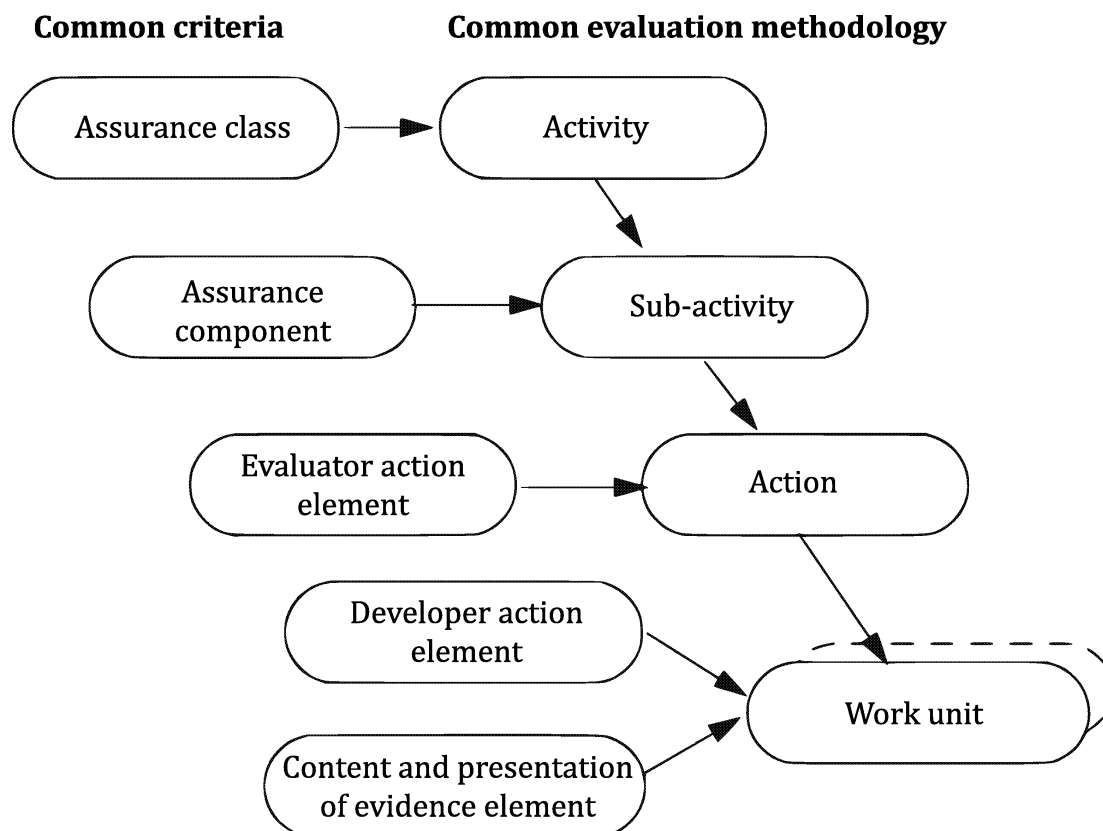 Common criteria
Common evaluation methodology
Assurance class
Activity
Assurance
component
Sub-activity
Evaluator action
element
Action
Developer action
element
Work unit
Content and presentation
of evidence element